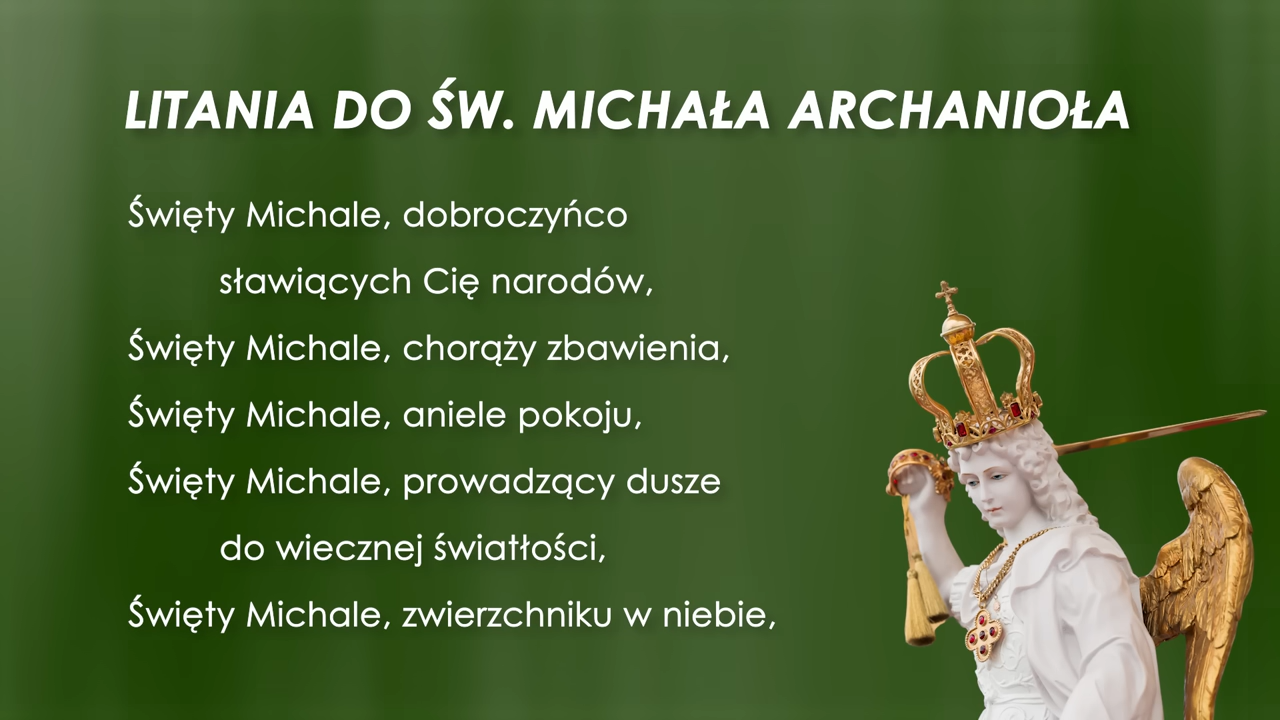 LITANIA DO ŚW. MICHAŁA ARCHANIOŁA
Święty Michale, dobroczyńco
sławiących Cię narodów,
Święty Michale, chorąży zbawienia,
Święty Michale, aniele pokoju,
Święty Michale, prowadzący dusze
do wiecznej światłości,
Święty Michale, zwierzchniku w niebie,